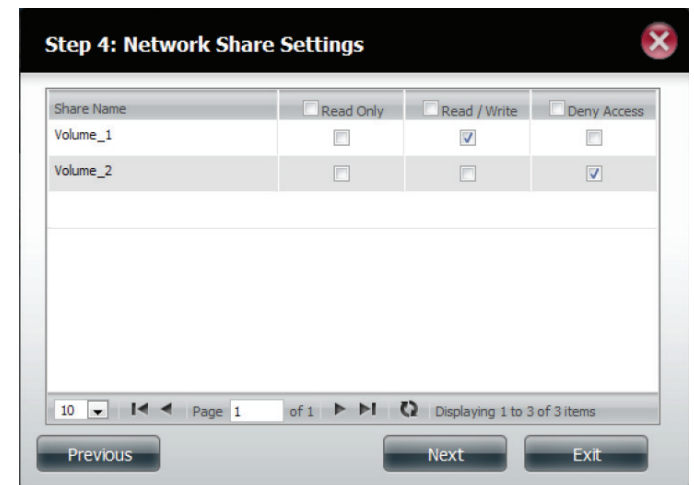 Step 4: Network Share Settings
Share Name Read Only Read / Write Deny Access
Volume_1
Volume_2
10 Page 1 of 1 Displaying 1 to 3 of 3 items
Previous Next Exit